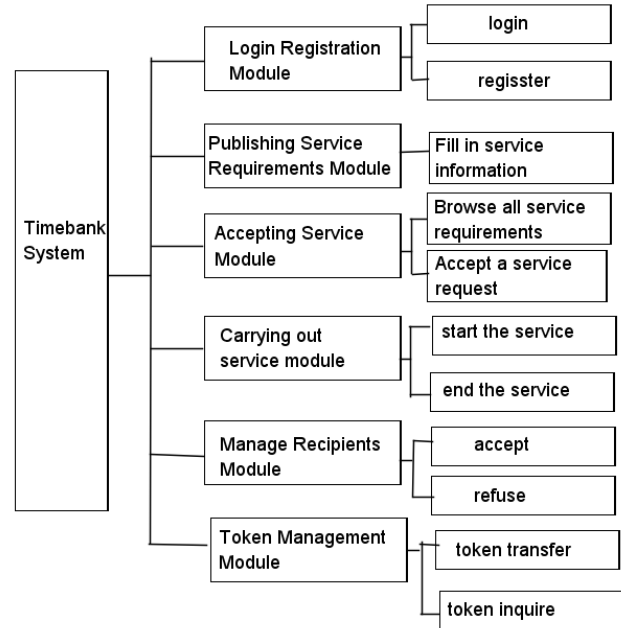 Timebank
System
Login Registration
Module
login
regisster
Publishing Service
Requirements Module
Fill in service
information
Accepting Service
Module
Browse all service
requirements
Accept a service
request
Carrying out
service module
start the service
end the service
Manage Recipients
Module
accept
refuse
Token Management
Module
token transfer
token inquire